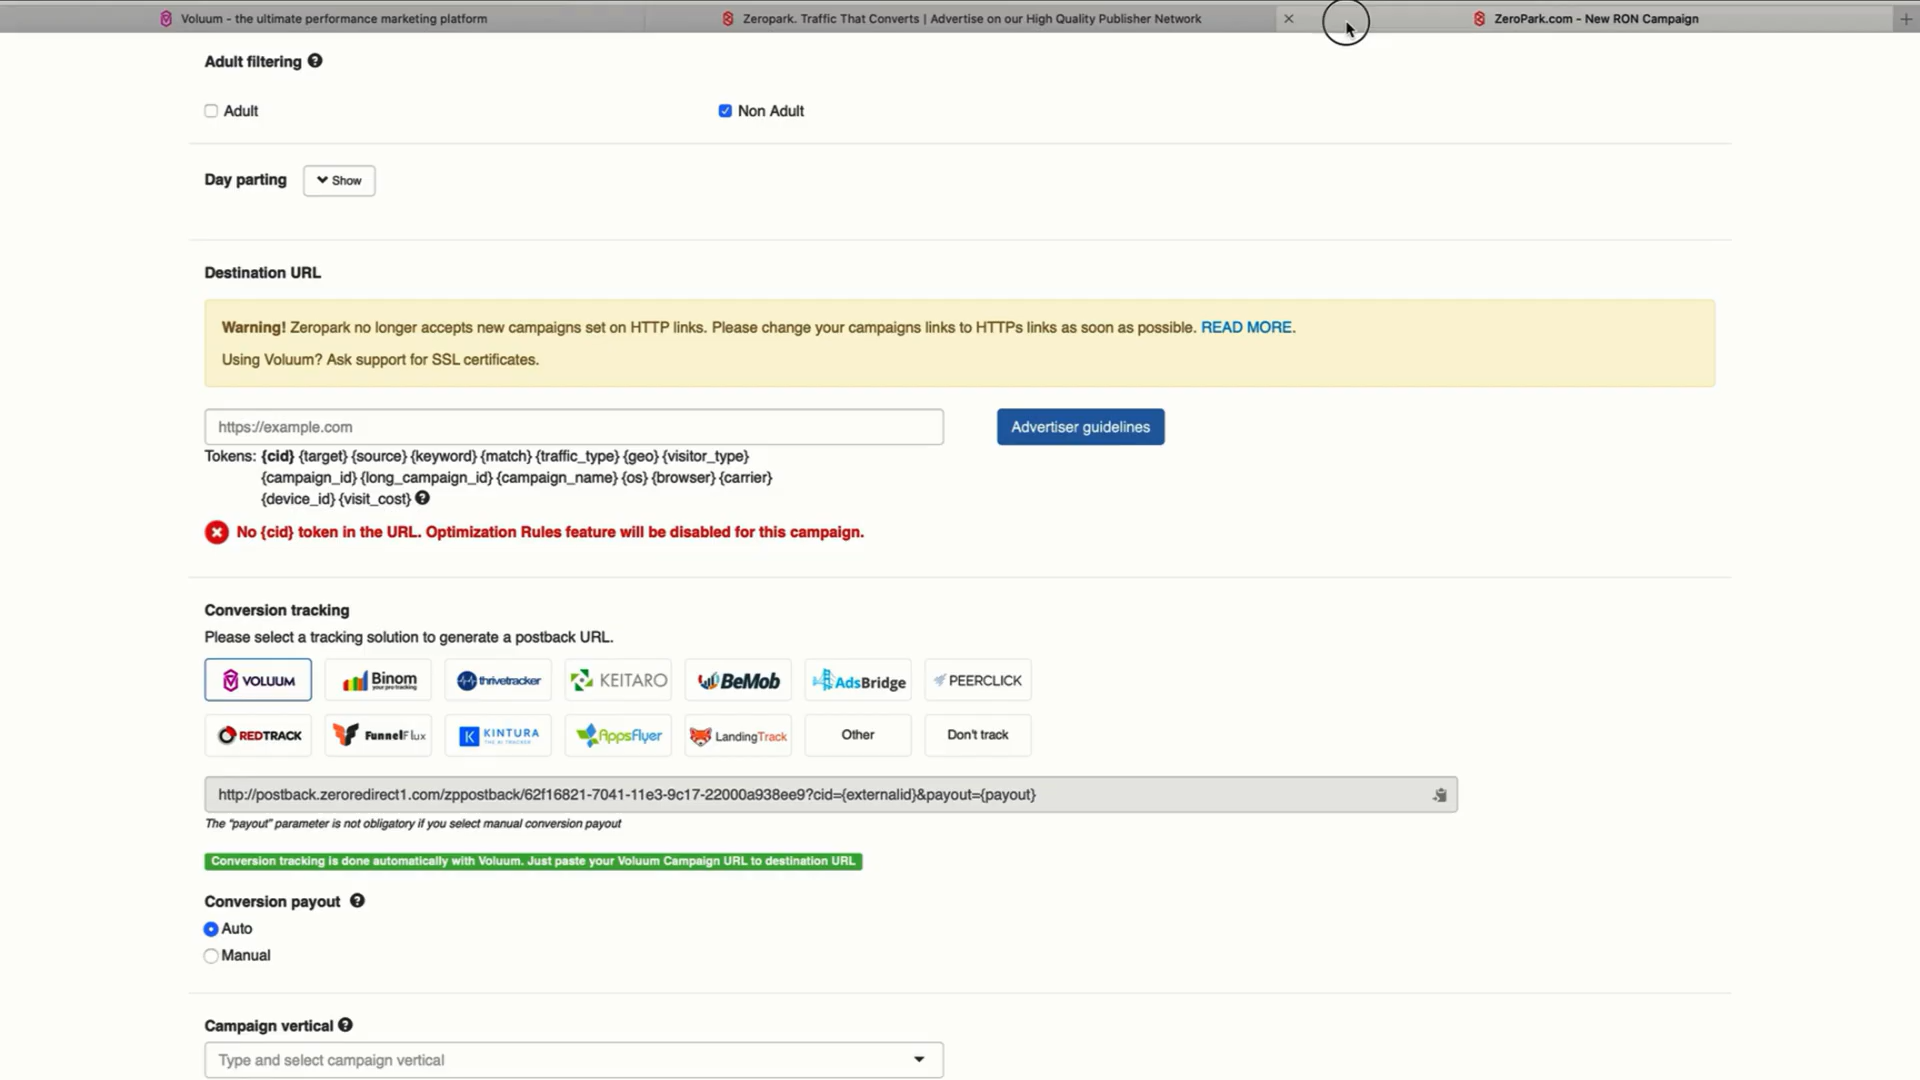 Voluum - the ultimate performance marketing platform
Zeropark. Traffic That Converts | Advertise on our High Quality Publisher Network
ZeroPark.com - New RON Campaign
Adult filtering
Adult
Non Adult
Day parting
Show
Destination URL
Warning! Zeropark no longer accepts new campaigns set on HTTP links. Please change your campaigns links to HTTPs links as soon as possible. READ MORE.
Using Voluum? Ask support for SSL certificates.
https://example.com
Advertiser guidelines
Tokens: {cid} {target} {source} {keyword} {match} {traffic_type} {geo} {visitor_type}
{campaign_id} {long_campaign_id} {campaign_name} {os} {browser} {carrier}
{device_id} {visit_cost}
No {cid} token in the URL. Optimization Rules feature will be disabled for this campaign.
Conversion tracking
Please select a tracking solution to generate a postback URL.
VOLUUM
Binom
your pro tracking
thrivetracker
KEITARO
BeMob
AdsBridge
PEERCLICK
REDTRACK
FunnelFlux
KINTURA
THE AI TRACKER
AppsFlyer
LandingTrack
Other
Don't track
http://postback.zeroredirect1.com/zppostback/62f16821-7041-11e3-9c17-22000a938ee9?cid={externalid}&payout={payout}
The "payout" parameter is not obligatory if you select manual conversion payout
Conversion tracking is done automatically with Voluum. Just paste your Voluum Campaign URL to destination URL
Conversion payout
Auto
Manual
Campaign vertical
Type and select campaign vertical